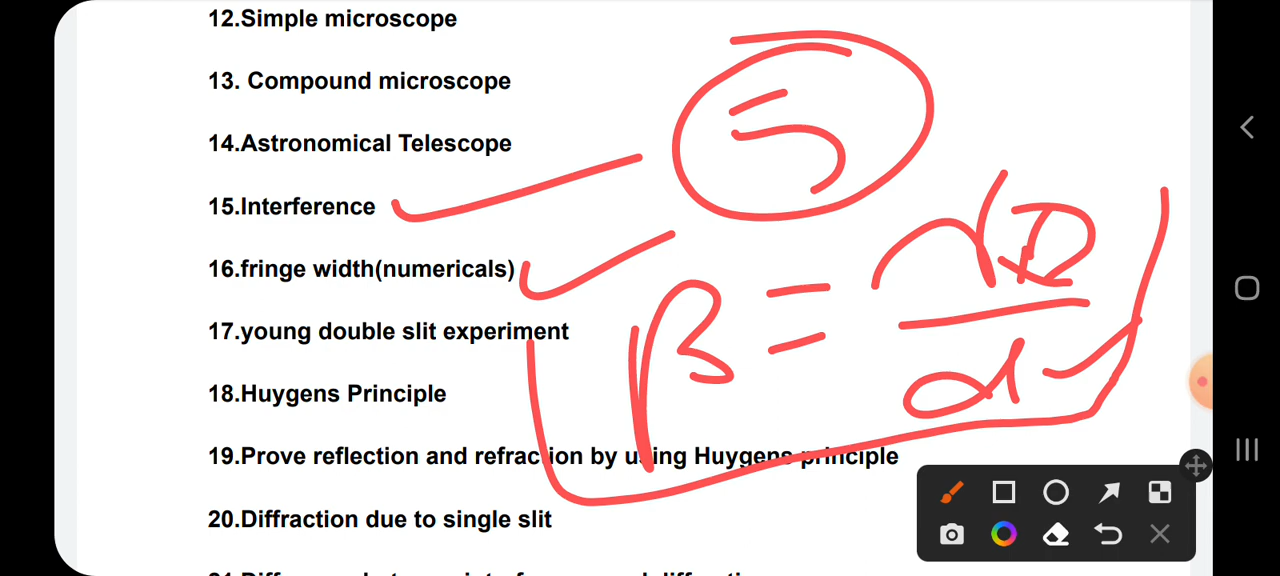 12.Simple microscope
13. Compound microscope
5
14.Astronomical Telescope
15.Interference
16.fringe width(numericals)
β = λD/d
17.young double slit experiment
18.Huygens Principle
19.Prove reflection and refraction by using Huygens principle
20.Diffraction due to single slit